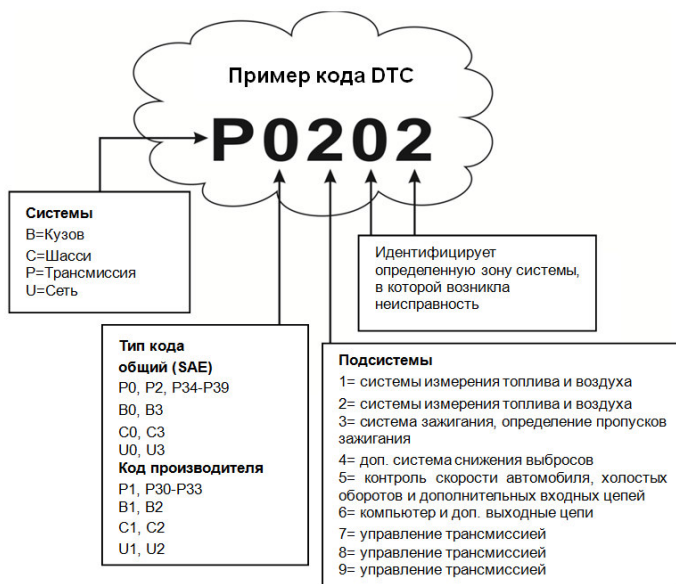 Пример кода DTC
P0202
Системы
B=Кузов
C=Шасси
P=Трансмиссия
U=Сеть
Идентифицирует
определенную зону системы,
в которой возникла
неисправность
Тип кода
общий (SAE)
P0, P2, P34-P39
B0, B3
C0, C3
U0, U3
Код производителя
P1, P30-P33
B1, B2
C1, C2
U1, U2
Подсистемы
1= системы измерения топлива и воздуха
2= системы измерения топлива и воздуха
3= система зажигания, определение пропусков
зажигания
4= доп. система снижения выбросов
5= контроль скорости автомобиля, холостых
оборотов и дополнительных входных цепей
6= компьютер и доп. выходные цепи
7= управление трансмиссией
8= управление трансмиссией
9= управление трансмиссией